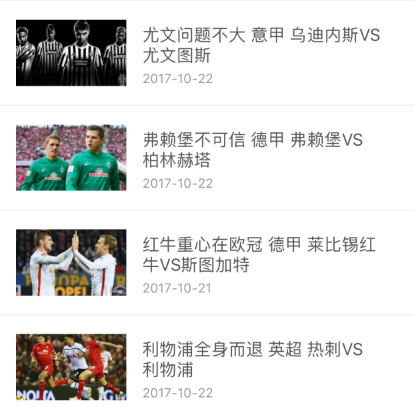 尤文问题不大 意甲 乌迪内斯VS
尤文图斯
2017-10-22
弗赖堡不可信 德甲 弗赖堡VS
柏林赫塔
2017-10-22
红牛重心在欧冠 德甲 莱比锡红
牛VS斯图加特
2017-10-21
利物浦全身而退 英超 热刺VS
利物浦
2017-10-22